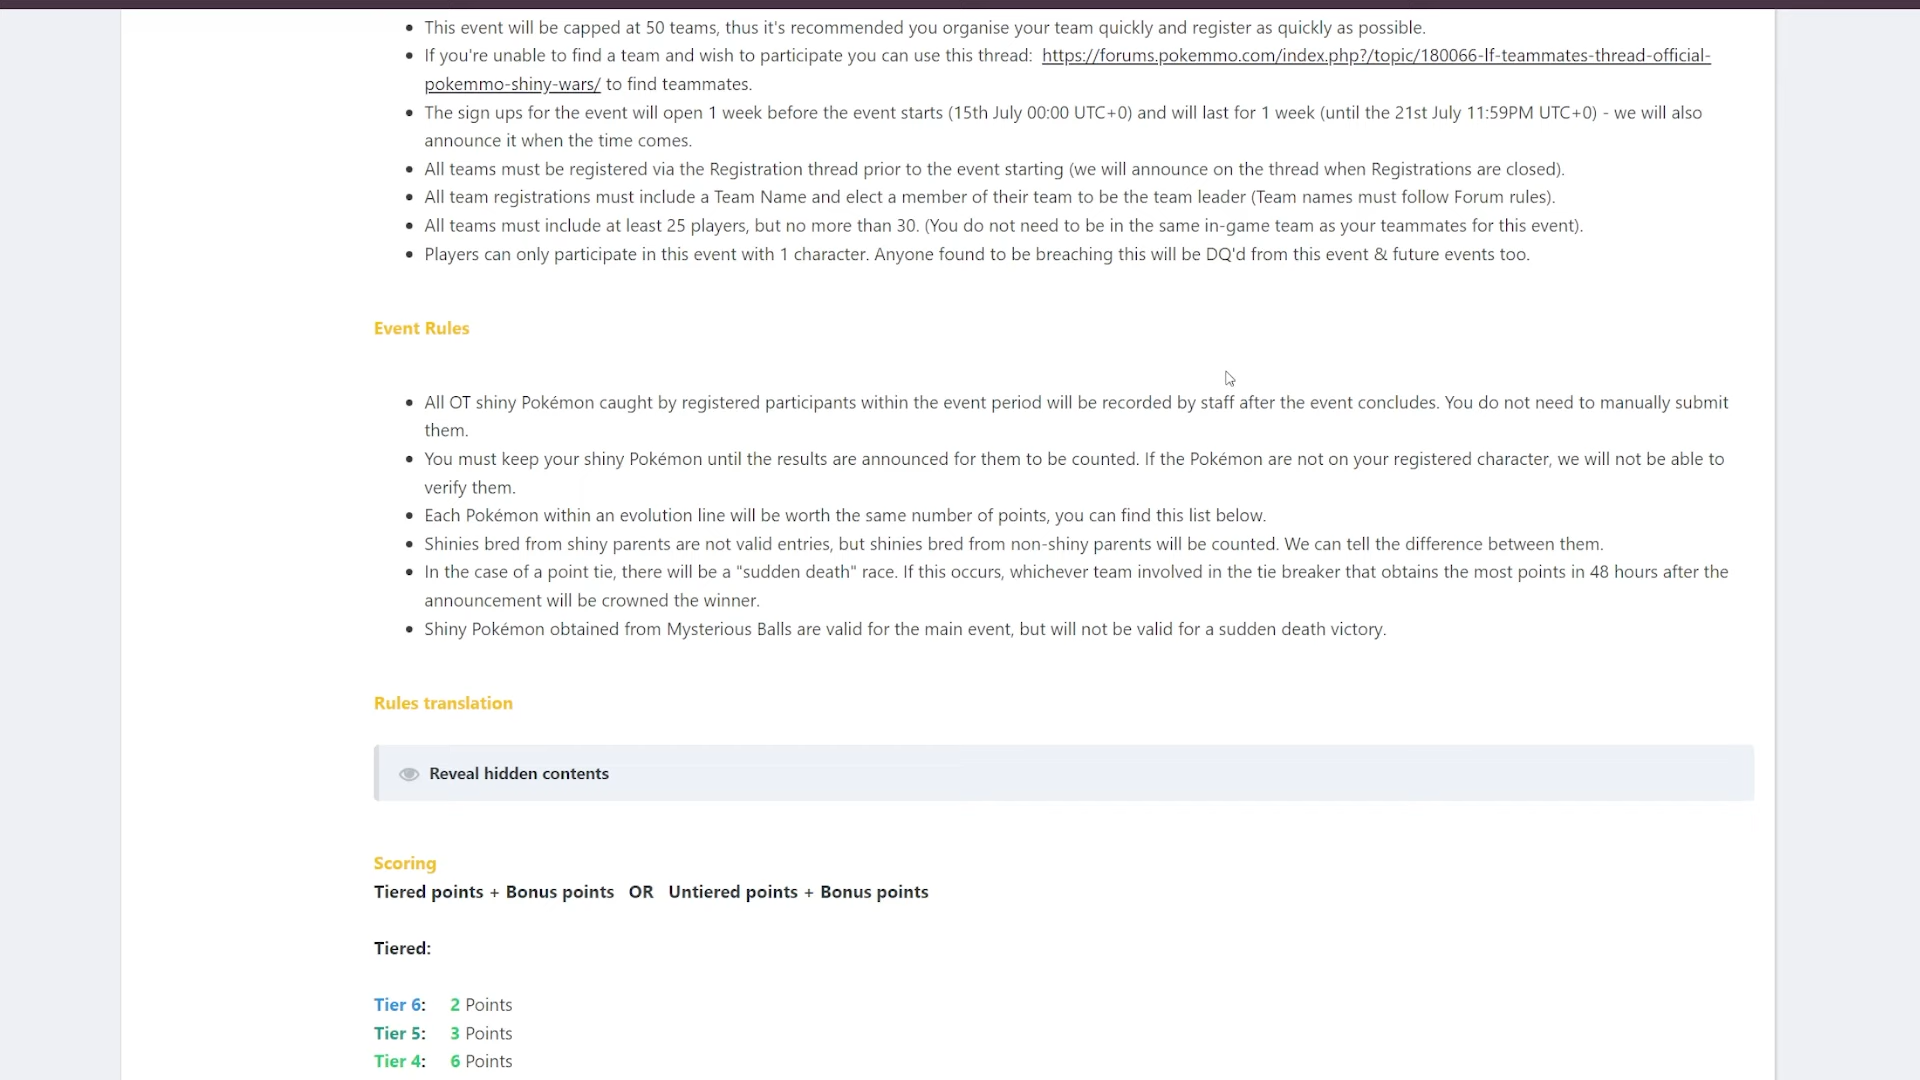 This event will be capped at 50 teams, thus it's recommended you organise your team quickly and register as quickly as possible.
If you're unable to find a team and wish to participate you can use this thread: https://forums.pokemmo.com/index.php?/topic/180066-lf-teammates-thread-official-
pokemmo-shiny-wars/ to find teammates.
The sign ups for the event will open 1 week before the event starts (15th July 00:00 UTC+0) and will last for 1 week (until the 21st July 11:59PM UTC+0) - we will also
announce it when the time comes.
All teams must be registered via the Registration thread prior to the event starting (we will announce on the thread when Registrations are closed).
All team registrations must include a Team Name and elect a member of their team to be the team leader (Team names must follow Forum rules).
All teams must include at least 25 players, but no more than 30. (You do not need to be in the same in-game team as your teammates for this event).
Players can only participate in this event with 1 character. Anyone found to be breaching this will be DQ'd from this event & future events too.
Event Rules
All OT shiny Pokémon caught by registered participants within the event period will be recorded by staff after the event concludes. You do not need to manually submit
them.
You must keep your shiny Pokémon until the results are announced for them to be counted. If the Pokémon are not on your registered character, we will not be able to
verify them.
Each Pokémon within an evolution line will be worth the same number of points, you can find this list below.
Shinies bred from shiny parents are not valid entries, but shinies bred from non-shiny parents will be counted. We can tell the difference between them.
In the case of a point tie, there will be a "sudden death" race. If this occurs, whichever team involved in the tie breaker that obtains the most points in 48 hours after the
announcement will be crowned the winner.
Shiny Pokémon obtained from Mysterious Balls are valid for the main event, but will not be valid for a sudden death victory.
Rules translation
Reveal hidden contents
Scoring
Tiered points + Bonus points OR Untiered points + Bonus points
Tiered:
Tier 6: 2 Points
Tier 5: 3 Points
Tier 4: 6 Points